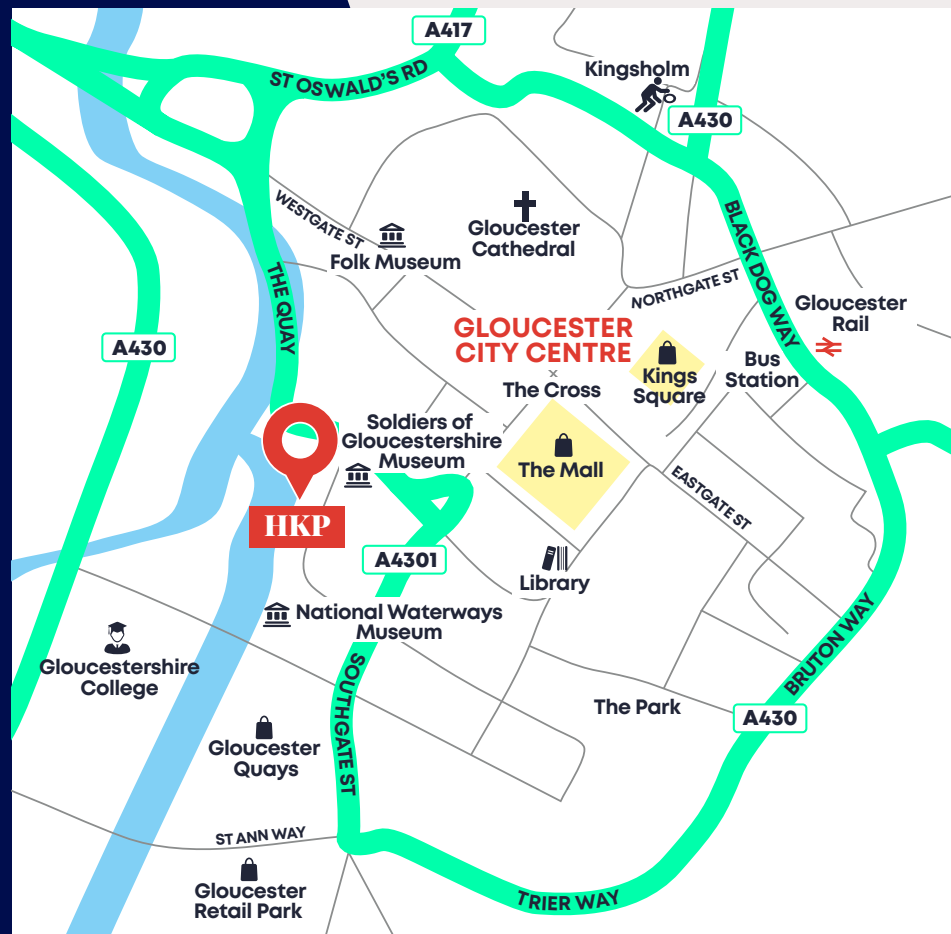 A417
ST OSWALD'S RD
Kingsholm
A430
WESTGATE ST
Gloucester
Cathedral
Folk Museum
BLACK DOG WAY
THE QUAY
NORTHGATE ST
Gloucester
Rail
A430
GLOUCESTER
CITY CENTRE
Bus
Station
Kings
Square
The Cross
Soldiers of
Gloucestershire
Museum
The Mall
EASTGATE ST
HKP
A4301
Library
National Waterways
Museum
Gloucestershire
College
BRUTON WAY
SOUTHGATE ST
The Park
A430
Gloucester
Quays
ST ANN WAY
Gloucester
Retail Park
TRIER WAY